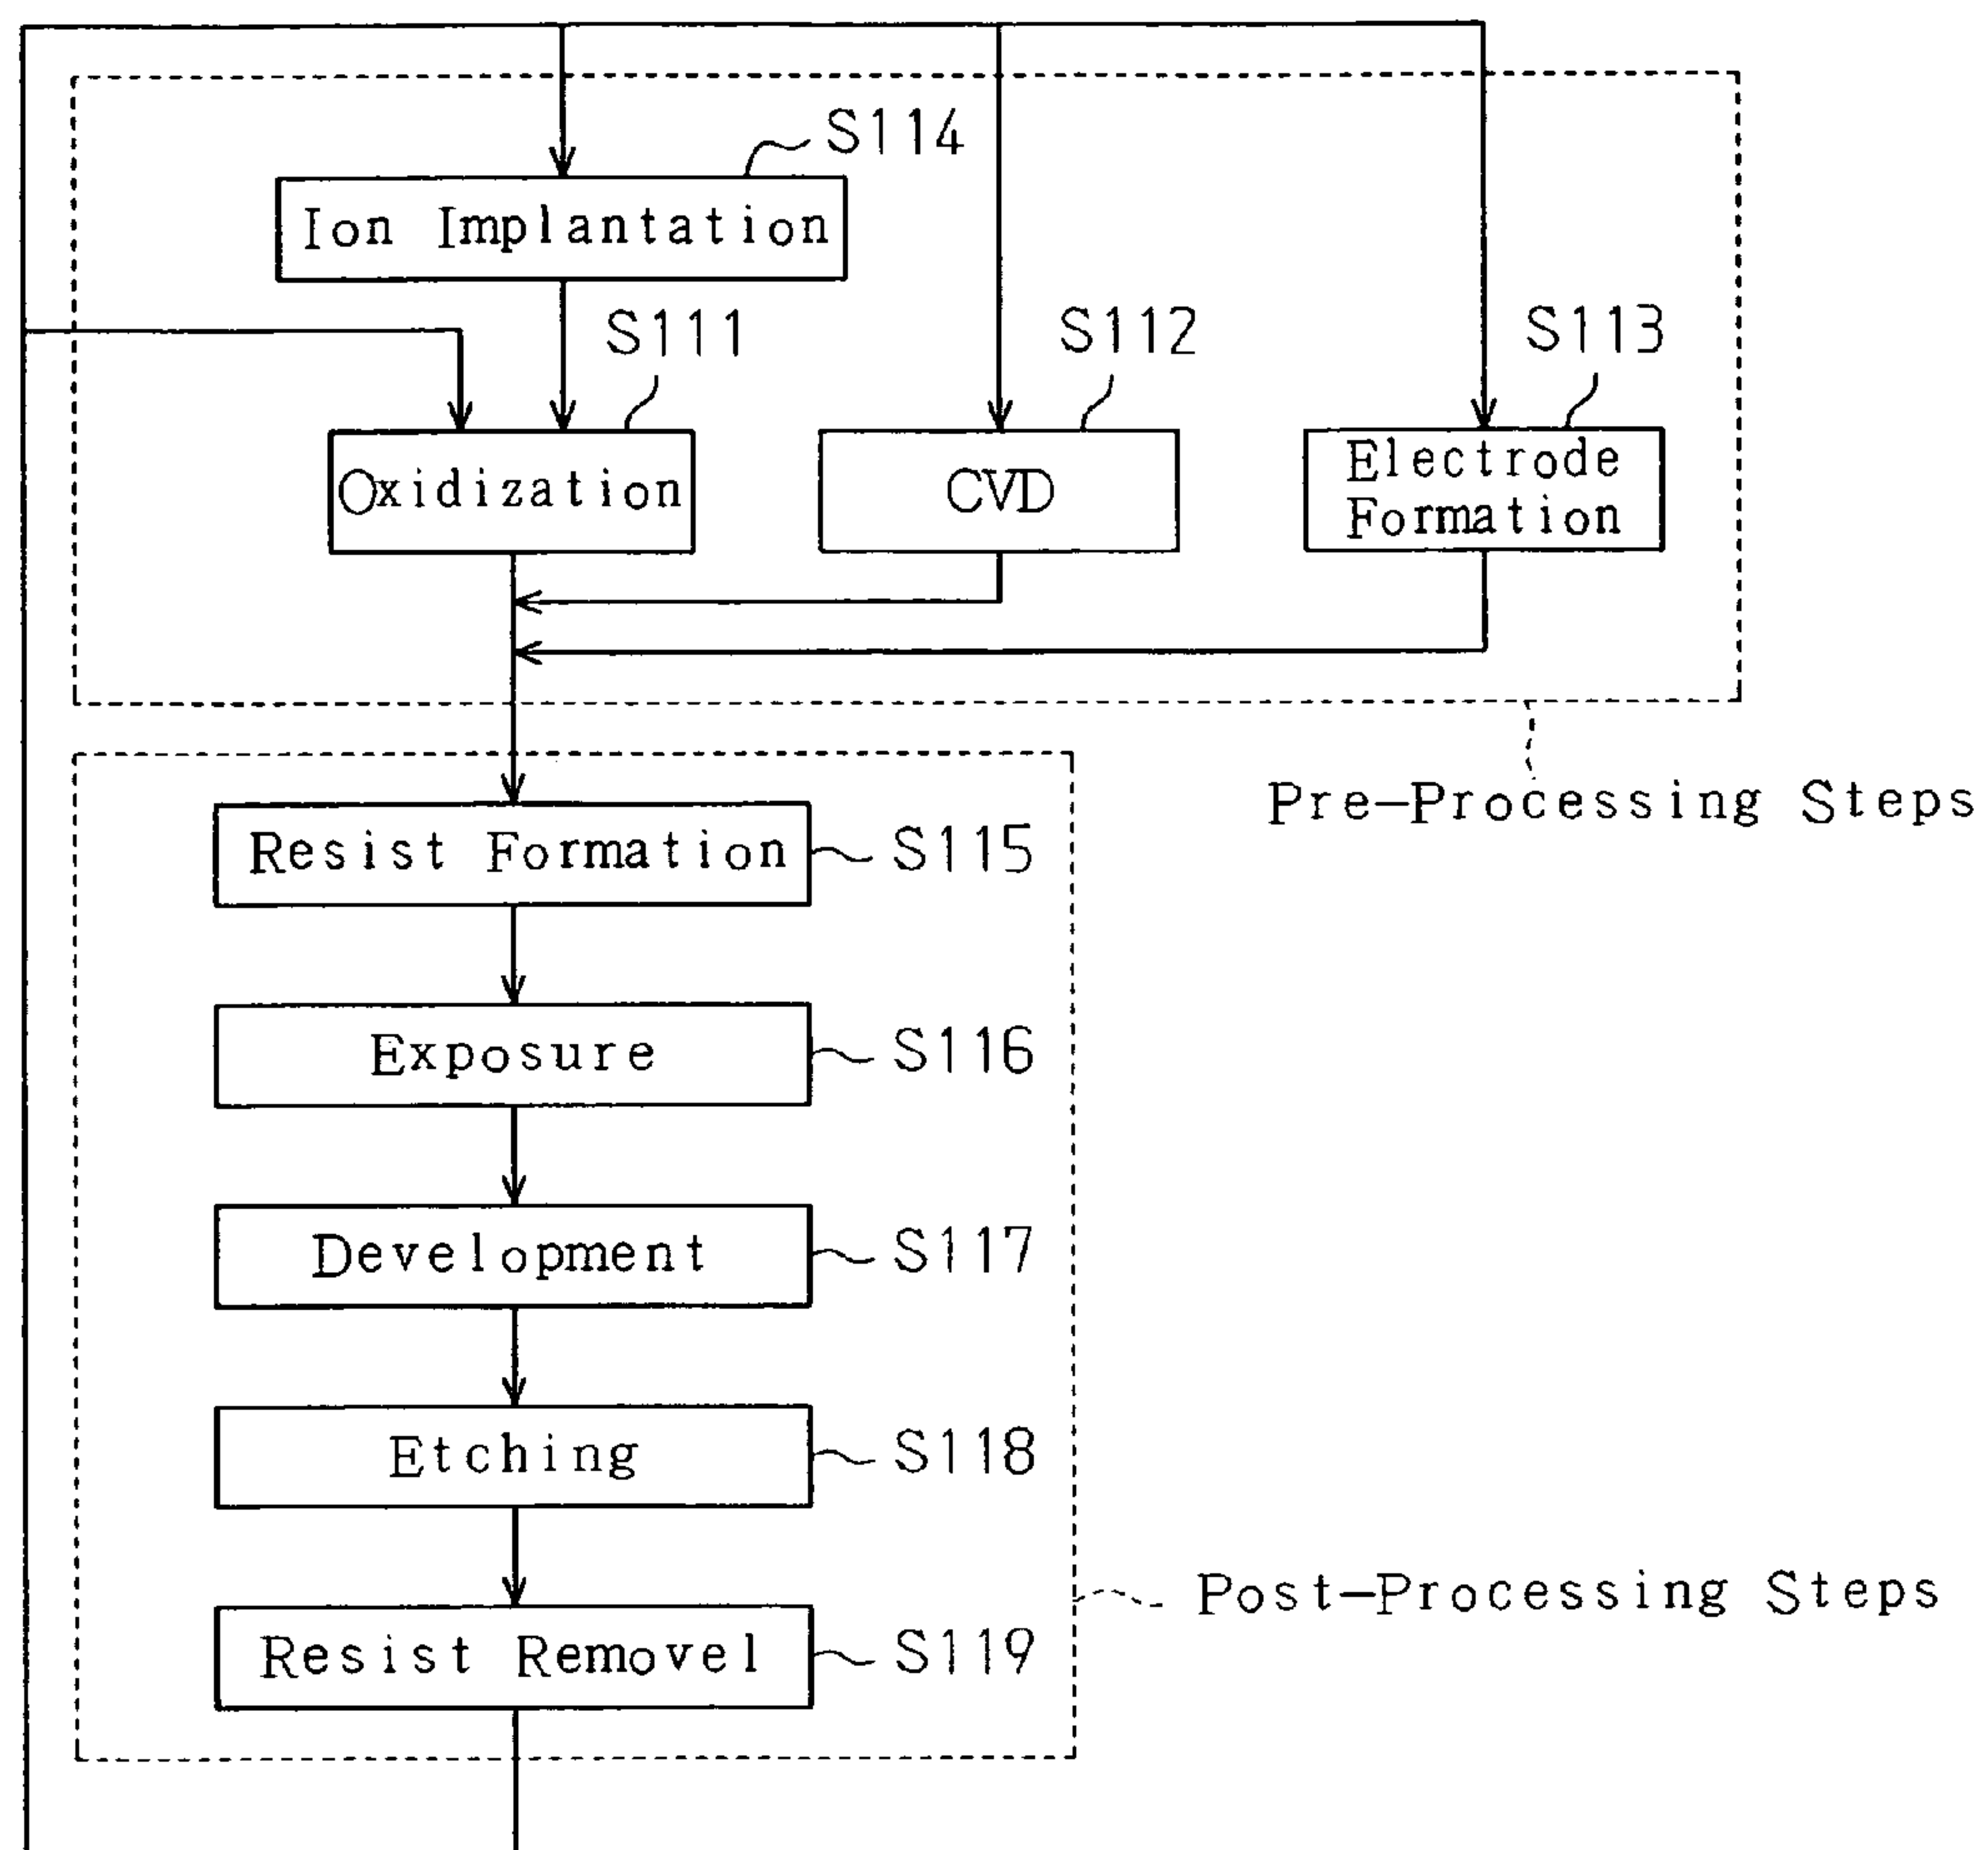 S114
Ion Implantation
S111
S112
S113
Oxidization
CVD
Electrode
Formation
Pre-Processing Steps
Resist Formation
S115
Exposure
S116
Development
S117
Etching
S118
Post-Processing Steps
Resist Removel
S119